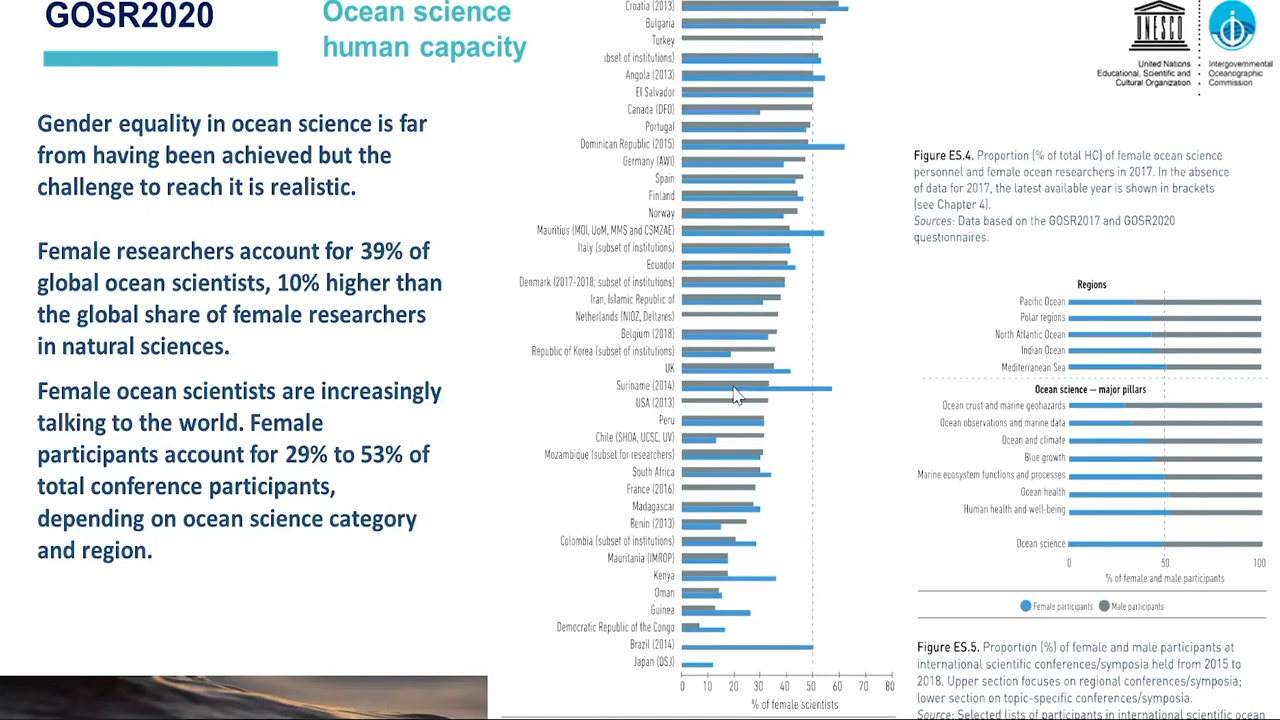 GOSR2020
Ocean science
human capacity
Gender equality in ocean science is far
from having been achieved but the
challenge to reach it is realistic.
Female researchers account for 39% of
global ocean scientists, 10% higher than
the global share of female researchers
in natural sciences.
Female ocean scientists are increasingly
talking to the world. Female
participants account for 29% to 53% of
total conference participants,
depending on ocean science category
and region.
Croatia (2013)
Bulgaria
Turkey
ubset of institutions)
Angola (2013)
El Salvador
Canada (DFO)
Portugal
Dominican Republic (2015)
Germany (AWI)
Spain
Finland
Norway
Mauritius (MOI, UoM, MMS and CSMZAE)
Italy (subset of institutions)
Ecuador
Denmark (2017-2018; subset of institutions)
Iran, Islamic Republic of
Netherlands (NIOZ, Deltares)
Belgium (2018)
Republic of Korea (subset of institutions)
UK
Suriname (2014)
USA (2013)
Peru
Chile (SHOA, UCSC, UV)
Mozambique (subset for researchers)
South Africa
France (2016)
Madagascar
Benin (2013)
Colombia (subset of institutions)
Mauritania (IMROP)
Kenya
Oman
Guinea
Democratic Republic of the Congo
Brazil (2014)
Japan (OSJ)
0 10 20 30 40 50 60 70 80
% of female scientists
UNESCO
United Nations
Educational, Scientific and
Cultural Organization
Intergovernmental
Oceanographic
Commission
Figure ES.4. Proportion (% of total HC) of female ocean science
personnel and female ocean researchers in 2017. In the absence
of data for 2017, the latest available year is shown in brackets
(see Chapter 4).
Sources: Data based on the GOSR2017 and GOSR2020
questionnaires.
Regions
Pacific Ocean
Polar regions
North Atlantic Ocean
Indian Ocean
Mediterranean Sea
Ocean science — major pillars
Ocean crust and marine geohazards
Ocean observations and marine data
Ocean and climate
Blue growth
Marine ecosystem functions and processes
Ocean health
Human health and well-being
Ocean science
0 50 100
% of female and male participants
Female participants Male participants
Figure ES.5. Proportion (%) of female and male participants at
international scientific conferences/symposia held from 2015 to
2018. Upper section focuses on regional conferences/symposia;
lower section on topic-specific conferences/symposia.
Source: Selected lists of participants in international scientific ocean